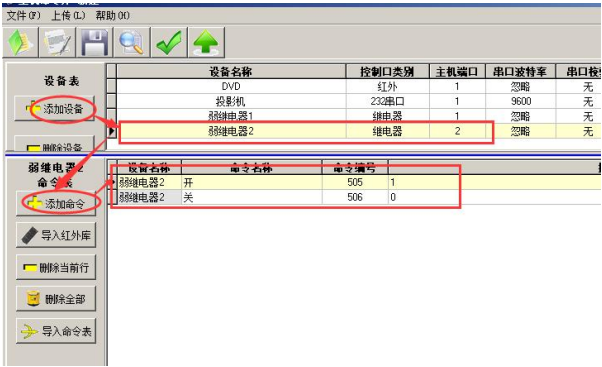 文件(F) 上传(L) 帮助(H)
设备表
添加设备
删除设备
设备名称 控制口类别 主机端口 串口波特率 串口校
DVD 红外 1 忽略 无
投影机 232串口 1 9600 无
弱继电器1 继电器 1 忽略 无
弱继电器2 继电器 2 忽略 无
弱继电器2
命令表
添加命令
导入红外库
删除当前行
删除全部
导入命令表
设备名称 命令名称 命令编号
弱继电器2 开 505 1
弱继电器2 关 506 0